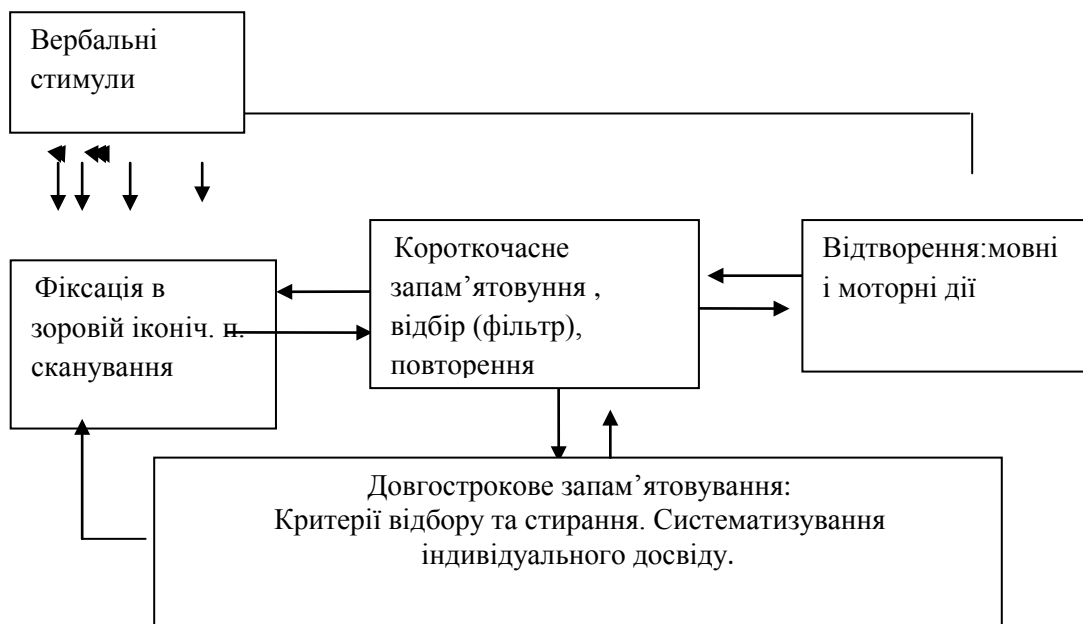 Вербальні
стимули
Фіксація в
зоровій іконіч. п.
сканування
Короткочасне
запам’ятовуння ,
відбір (фільтр),
повторення
Відтворення:мовні
і моторні дії
Довгострокове запам’ятовування:
Критерії відбору та стирання. Систематизування
індивідуального досвіду.